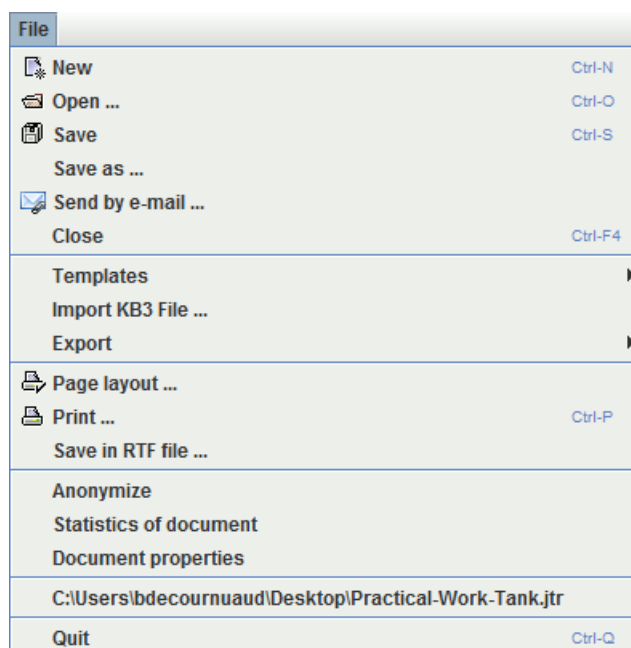 File
New Ctrl-N
Open ... Ctrl-O
Save Ctrl-S
Save as ...
Send by e-mail ...
Close Ctrl-F4
Templates
Import KB3 File ...
Export
Page layout ...
Print ... Ctrl-P
Save in RTF file ...
Anonymize
Statistics of document
Document properties
C:\Users\bdecournuaud\Desktop\Practical-Work-Tank.jtr
Quit Ctrl-Q